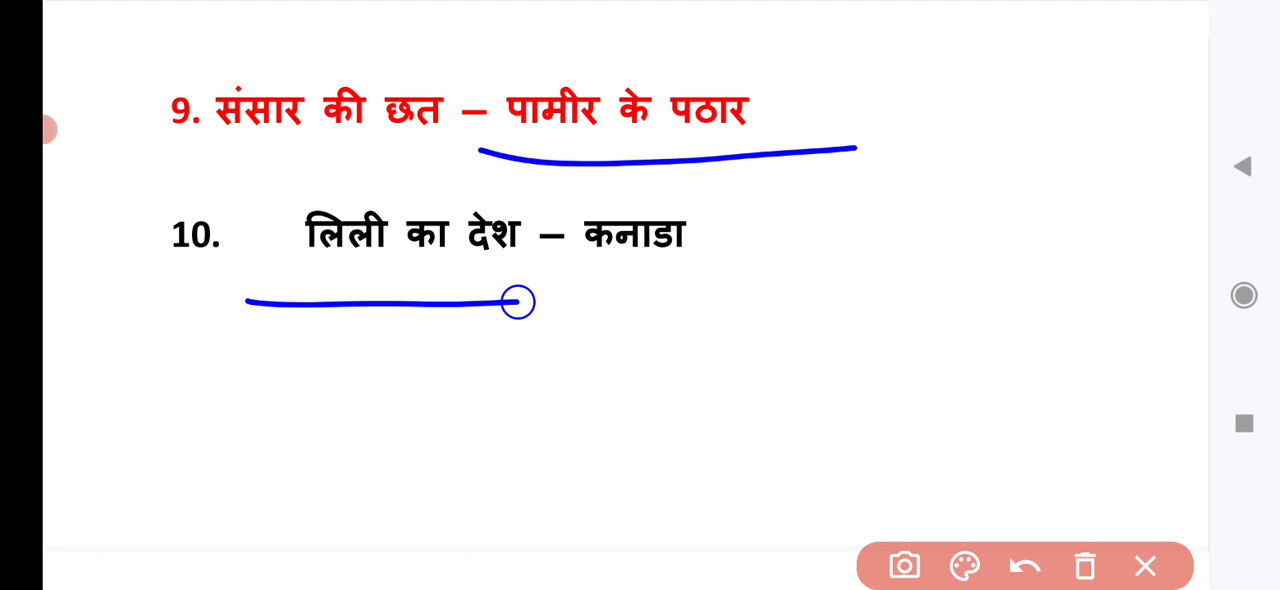 9. संसार की छत – पामीर के पठार
10. लिली का देश – कनाडा